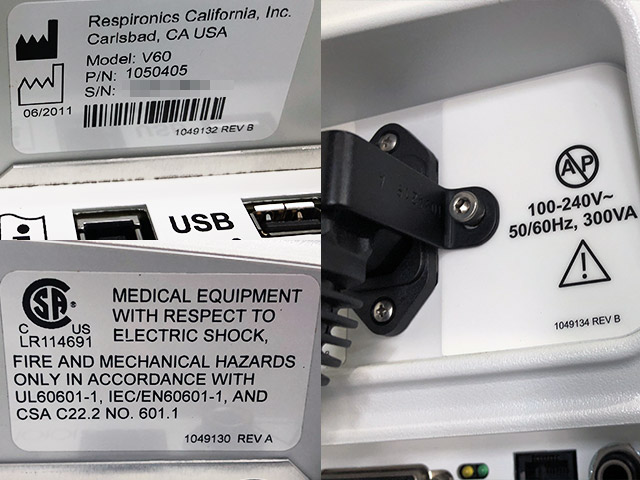 Respironics California, Inc.
Carlsbad, CA USA
Model: V60
P/N: 1050405
S/N:
06/2011
1049132 REV B
USB
CSA®
C US
LR114691
MEDICAL EQUIPMENT
WITH RESPECT TO
ELECTRIC SHOCK,
FIRE AND MECHANICAL HAZARDS
ONLY IN ACCORDANCE WITH
UL60601-1, IEC/EN60601-1, AND
CSA C22.2 NO. 601.1
1049130 REV A
AP
100-240V~
50/60Hz, 300VA
1049134 REV B